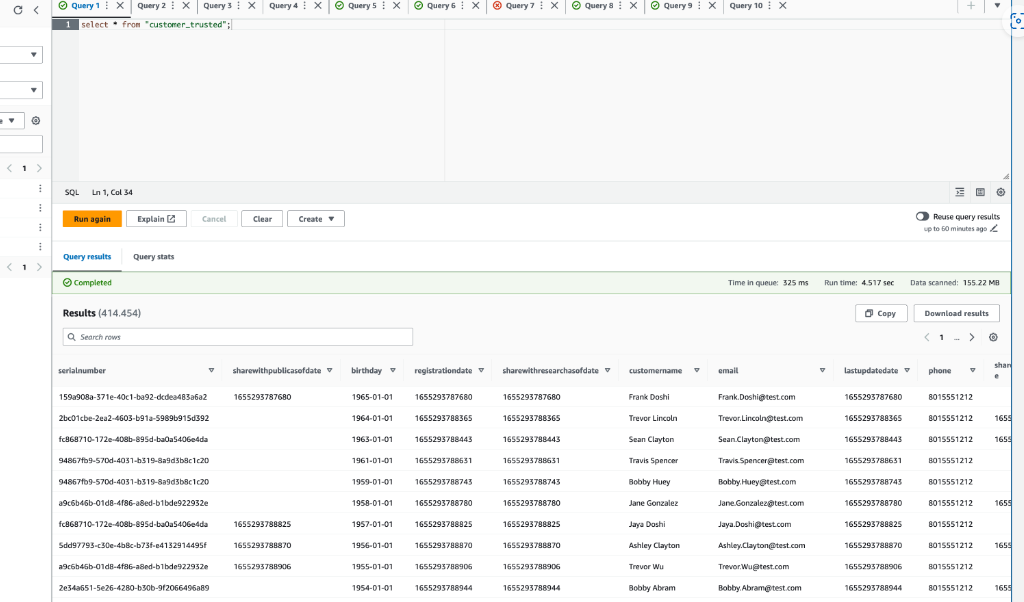 Query 1 Query 2 Query 3 Query 4 Query 5 Query 6 Query 7 Query 8 Query 9 Query 10
1 select * from "customer_trusted";
1
1
SQL Ln 1, Col 34
Run again Explain Cancel Clear Create
Reuse query results
up to 60 minutes ago
Query results Query stats
Completed Time in queue: 325 ms Run time: 4.517 sec Data scanned: 155.22 MB
Results (414.454) Copy Download results
Search rows 1 ...
serialnumber sharewithpublicasofdate birthday registrationdate sharewithresearchasofdate customername email lastupdatedate phone
159a908a-371e-40c1-ba92-dcdea483a6a2 1655293787680 1965-01-01 1655293787680 1655293787680 Frank Doshi Frank.Doshi@test.com 1655293787680 8015551212
2bc01cbe-2ea2-4603-b91a-5989b915d392 1964-01-01 1655293788365 1655293788365 Trevor Lincoln Trevor.Lincoln@test.com 1655293788365 8015551212 1655
fc868710-172e-408b-895d-ba0a5406e4da 1963-01-01 1655293788443 1655293788443 Sean Clayton Sean.Clayton@test.com 1655293788443 8015551212 1655
94867fb9-570d-4031-b319-8a9d3b8c1c20 1961-01-01 1655293788631 1655293788631 Travis Spencer Travis.Spencer@test.com 1655293788631 8015551212
94867fb9-570d-4031-b319-8a9d3b8c1c20 1959-01-01 1655293788743 1655293788743 Bobby Huey Bobby.Huey@test.com 1655293788743 8015551212
a9c6b46b-01d8-4f86-a8ed-b1bde922932e 1958-01-01 1655293788780 1655293788780 Jane Gonzalez Jane.Gonzalez@test.com 1655293788780 8015551212 1655
fc868710-172e-408b-895d-ba0a5406e4da 1655293788825 1957-01-01 1655293788825 1655293788825 Jaya Doshi Jaya.Doshi@test.com 1655293788825 8015551212
5dd97793-c30e-4b8c-b73f-e4132914495f 1655293788870 1956-01-01 1655293788870 1655293788870 Ashley Clayton Ashley.Clayton@test.com 1655293788870 8015551212 1655
a9c6b46b-01d8-4f86-a8ed-b1bde922932e 1655293788906 1955-01-01 1655293788906 1655293788906 Trevor Wu Trevor.Wu@test.com 1655293788906 8015551212
2e34a651-5e26-4280-b30b-9f2066496a89 1954-01-01 1655293788944 1655293788944 Bobby Abram Bobby.Abram@test.com 1655293788944 8015551212 1655